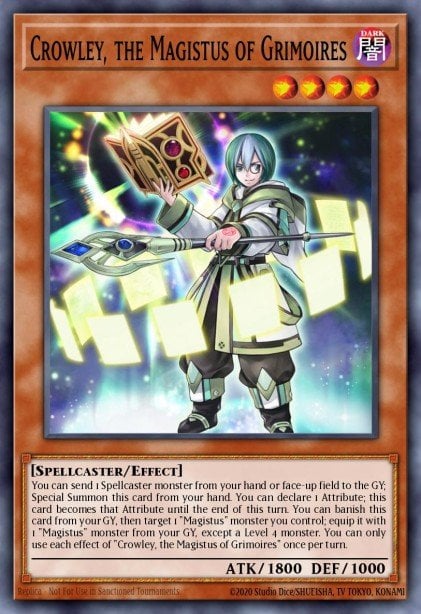 CROWLEY, THE MAGISTUS OF GRIMOIRES
DARK
闇
[SPELLCASTER/EFFECT]
You can send 1 Spellcaster monster from your hand or face-up field to the GY;
Special Summon this card from your hand. You can declare 1 Attribute; this
card becomes that Attribute until the end of this turn. You can banish this
card from your GY, then target 1 "Magistus" monster you control; equip it with
1 "Magistus" monster from your GY, except a Level 4 monster. You can only
use each effect of "Crowley, the Magistus of Grimoires" once per turn.
ATK/1800 DEF/1000
Replica - Not For Use in Sanctioned Tournaments
©2020 Studio Dice/SHUEISHA, TV TOKYO, KONAMI